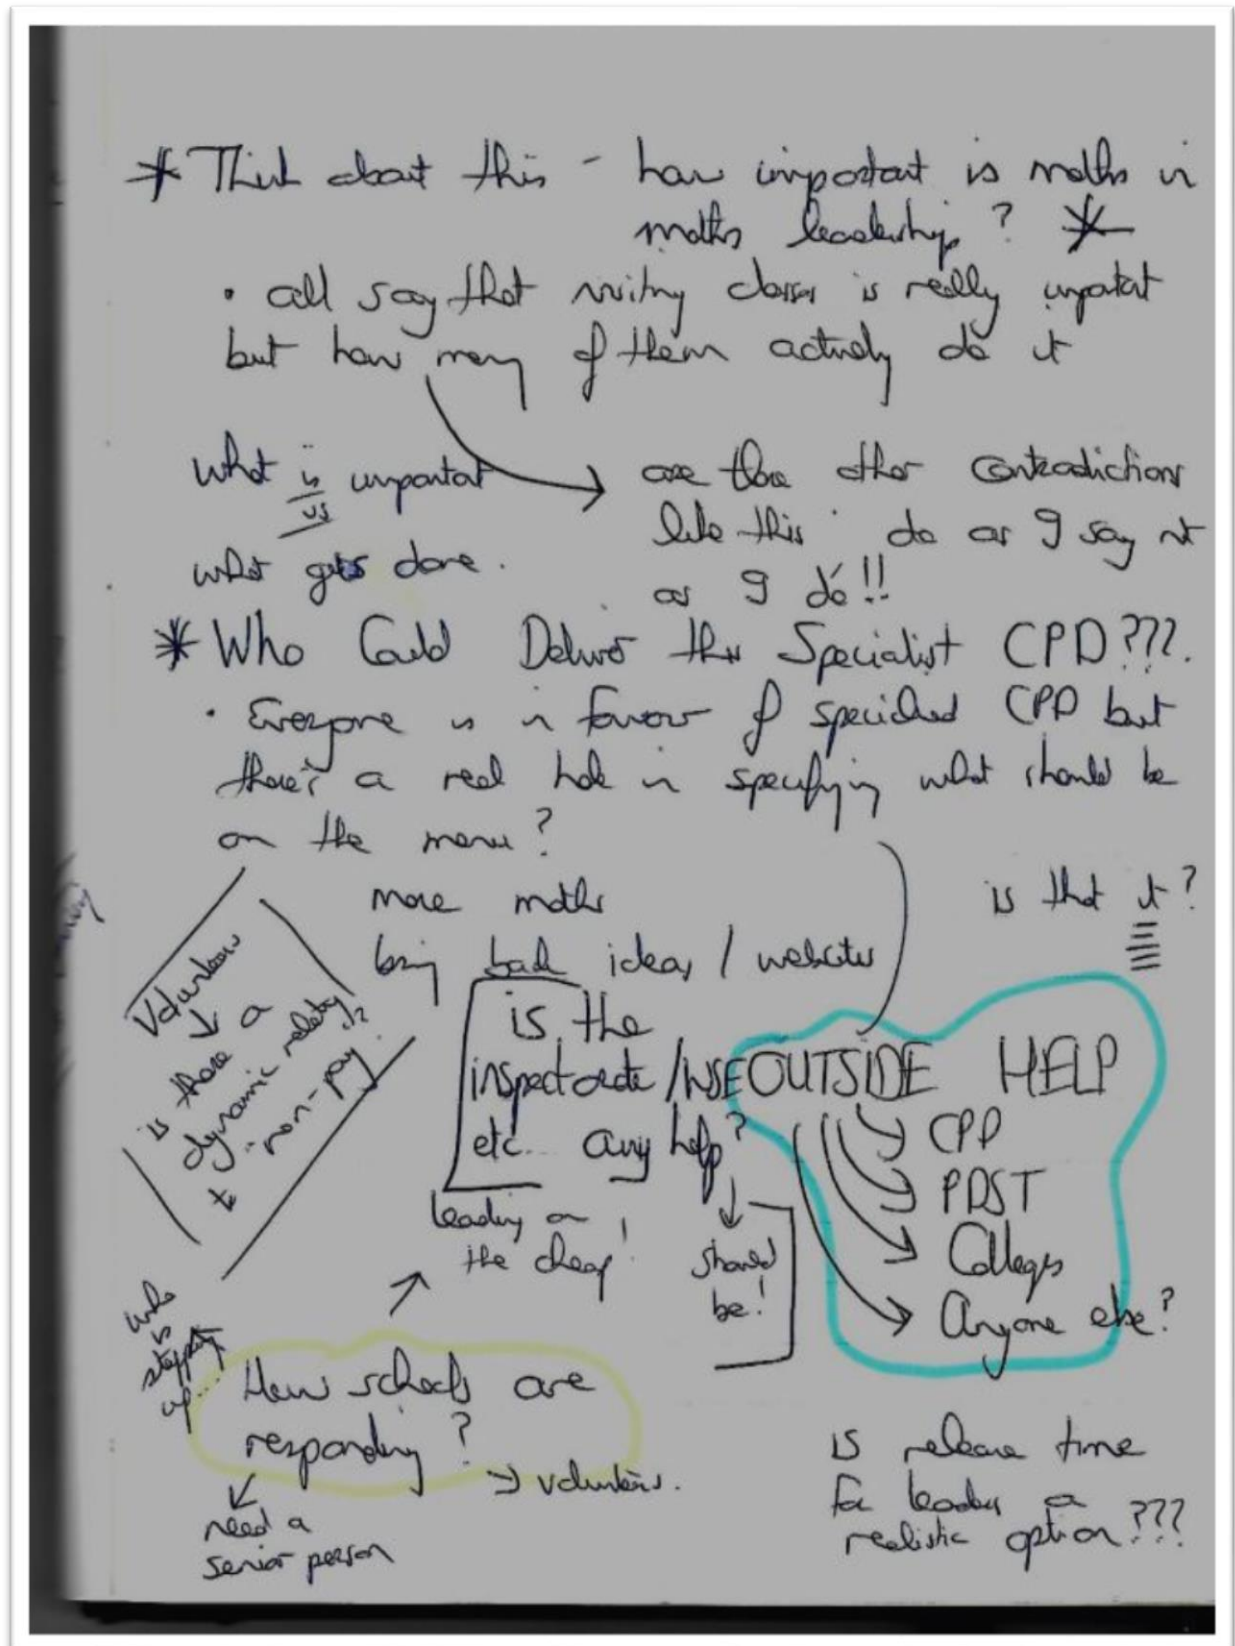 * Think about this - how important is maths in
maths leadership? *
• all say that visiting classes is really important
but how many of them actually do it
what is important
vs
what gets done.
are there other contradictions
like this · do as I say not
as I do!!
* Who Could Deliver this Specialist CPD???.
• Everyone is in favour of specialised CPD but
there's a real hole in specifying what should be
on the menu?
more maths
bring back ideas / websites
is that it?
Volunteers
is there a
dynamic relating
to non-pay
is the
inspectorate /WSE
etc... any help?
should
be!
leading on
the cheap!
OUTSIDE HELP
CPD
PDST
Colleges
Anyone else?
who
is
stepping
up...
How schools are
responding?
→ volunteers.
need a
senior person
is release time
for leader a
realistic option???